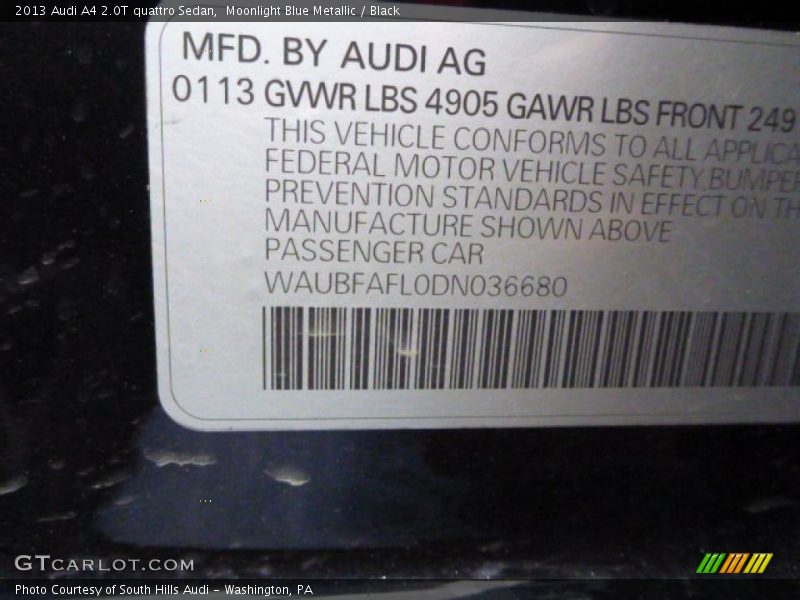 2013 Audi A4 2.0T quattro Sedan, Moonlight Blue Metallic / Black
MFD. BY AUDI AG
0113 GVWR LBS 4905 GAWR LBS FRONT 249
THIS VEHICLE CONFORMS TO ALL APPLICA
FEDERAL MOTOR VEHICLE SAFETY, BUMPER
PREVENTION STANDARDS IN EFFECT ON TH
MANUFACTURE SHOWN ABOVE
PASSENGER CAR
WAUBFAFL0DN036680
GTCARLOT.COM
Photo Courtesy of South Hills Audi - Washington, PA